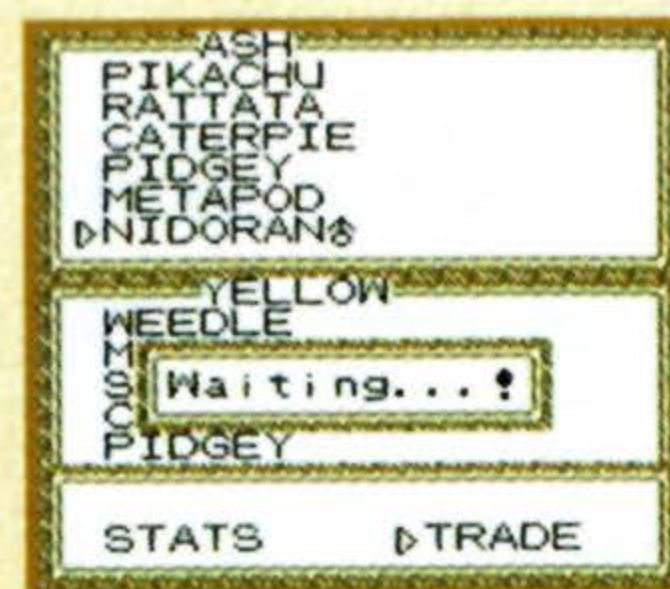 ASH
PIKACHU
RATTATA
CATERPIE
PIDGEY
METAPOD
▷NIDORAN♂
YELLOW
WEEDLE
M
S
C
Waiting...!
PIDGEY
STATS ▷TRADE